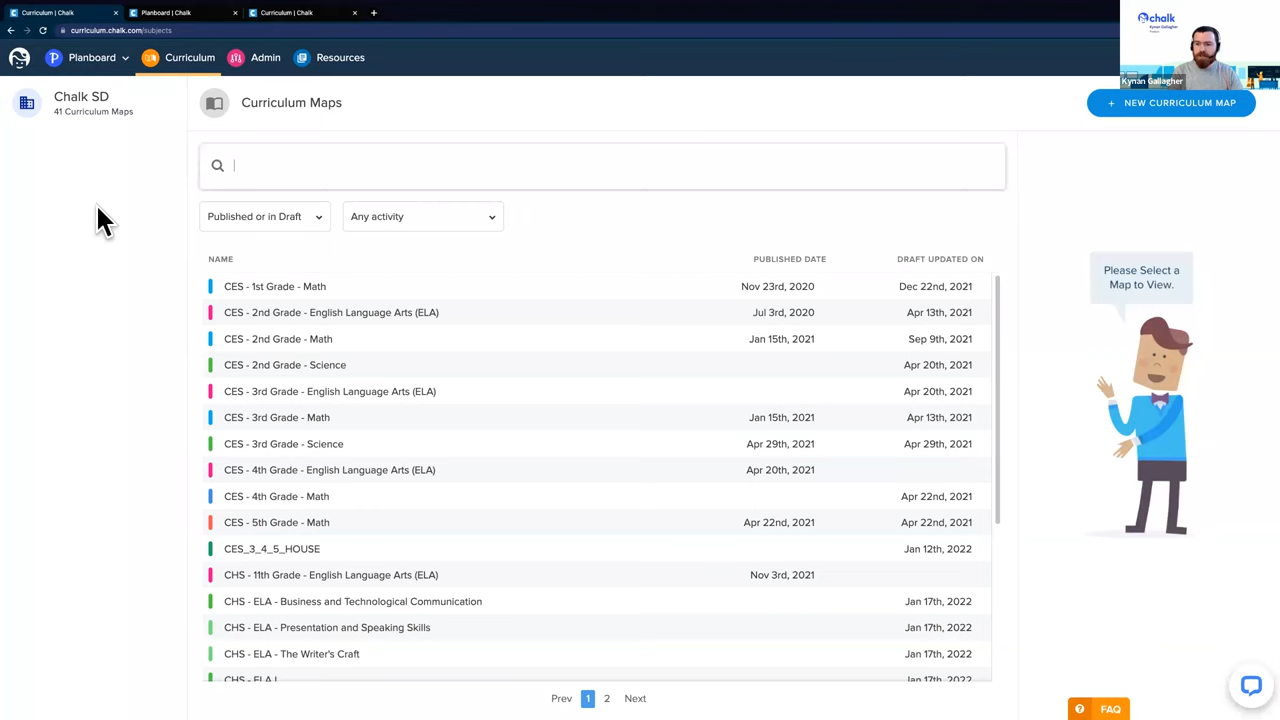 Curriculum | Chalk
Planboard | Chalk
Curriculum | Chalk
curriculum.chalk.com/subjects
Planboard
Curriculum
Admin
Resources
chalk
Kynan Gallagher
Kynan Gallagher
Chalk SD
41 Curriculum Maps
Curriculum Maps
+ NEW CURRICULUM MAP
Published or in Draft
Any activity
NAME PUBLISHED DATE DRAFT UPDATED ON
CES - 1st Grade - Math Nov 23rd, 2020 Dec 22nd, 2021
CES - 2nd Grade - English Language Arts (ELA) Jul 3rd, 2020 Apr 13th, 2021
CES - 2nd Grade - Math Jan 15th, 2021 Sep 9th, 2021
CES - 2nd Grade - Science Apr 20th, 2021
CES - 3rd Grade - English Language Arts (ELA) Apr 20th, 2021
CES - 3rd Grade - Math Jan 15th, 2021 Apr 13th, 2021
CES - 3rd Grade - Science Apr 29th, 2021 Apr 29th, 2021
CES - 4th Grade - English Language Arts (ELA) Apr 20th, 2021
CES - 4th Grade - Math Apr 22nd, 2021
CES - 5th Grade - Math Apr 22nd, 2021 Apr 22nd, 2021
CES_3_4_5_HOUSE Jan 12th, 2022
CHS - 11th Grade - English Language Arts (ELA) Nov 3rd, 2021
CHS - ELA - Business and Technological Communication Jan 17th, 2022
CHS - ELA - Presentation and Speaking Skills Jan 17th, 2022
CHS - ELA - The Writer's Craft Jan 17th, 2022
CHS - ELA I Jan 17th, 2022
Prev 1 2 Next
Please Select a
Map to View.
? FAQ